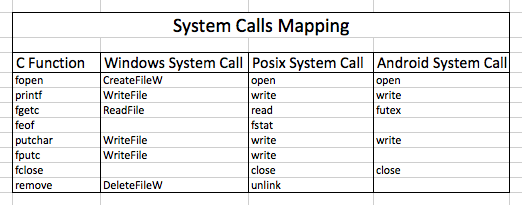 System Calls Mapping
C Function Windows System Call Posix System Call Android System Call
fopen CreateFileW open open
printf WriteFile write write
fgetc ReadFile read futex
feof fstat
putchar WriteFile write write
fputc WriteFile write
fclose close close
remove DeleteFileW unlink